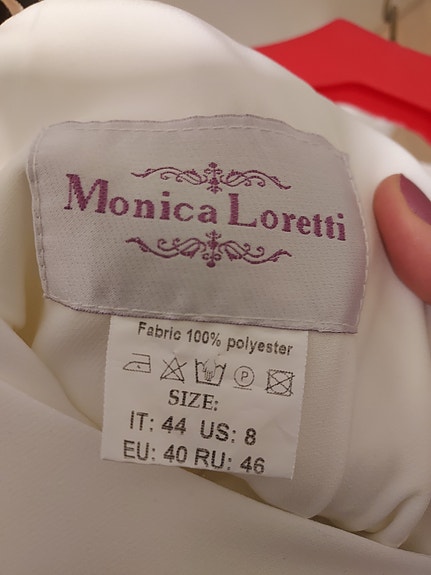 Monica Loretti
Fabric 100% polyester
P
SIZE:
IT: 44 US: 8
EU: 40 RU: 46